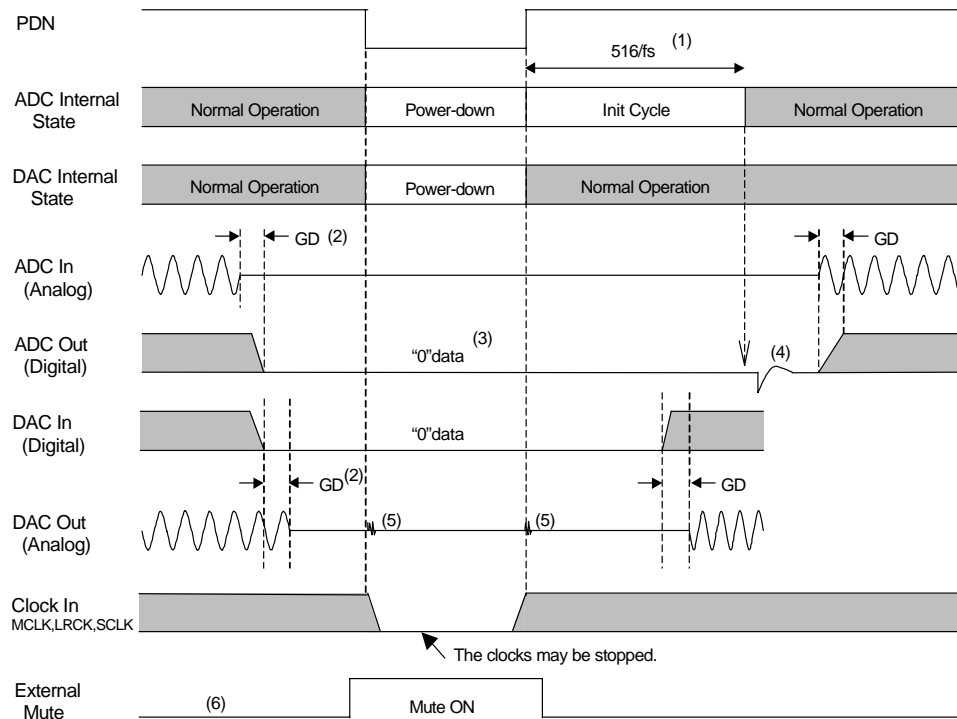 PDN
516/fs (1)
ADC Internal
State
Normal Operation
Power-down
Init Cycle
Normal Operation
DAC Internal
State
Normal Operation
Power-down
Normal Operation
GD (2)
GD
ADC In
(Analog)
ADC Out
(Digital)
"0"data (3)
(4)
DAC In
(Digital)
"0"data
GD(2)
GD
DAC Out
(Analog)
(5)
(5)
Clock In
MCLK,LRCK,SCLK
The clocks may be stopped.
External
Mute
(6)
Mute ON